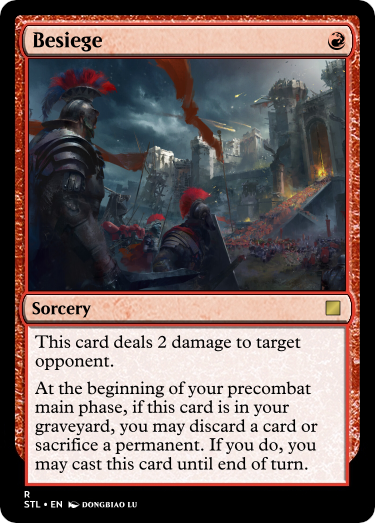 Besiege
Sorcery
This card deals 2 damage to target
opponent.
At the beginning of your precombat
main phase, if this card is in your
graveyard, you may discard a card or
sacrifice a permanent. If you do, you
may cast this card until end of turn.
R
STL • EN DONGBIAO LU